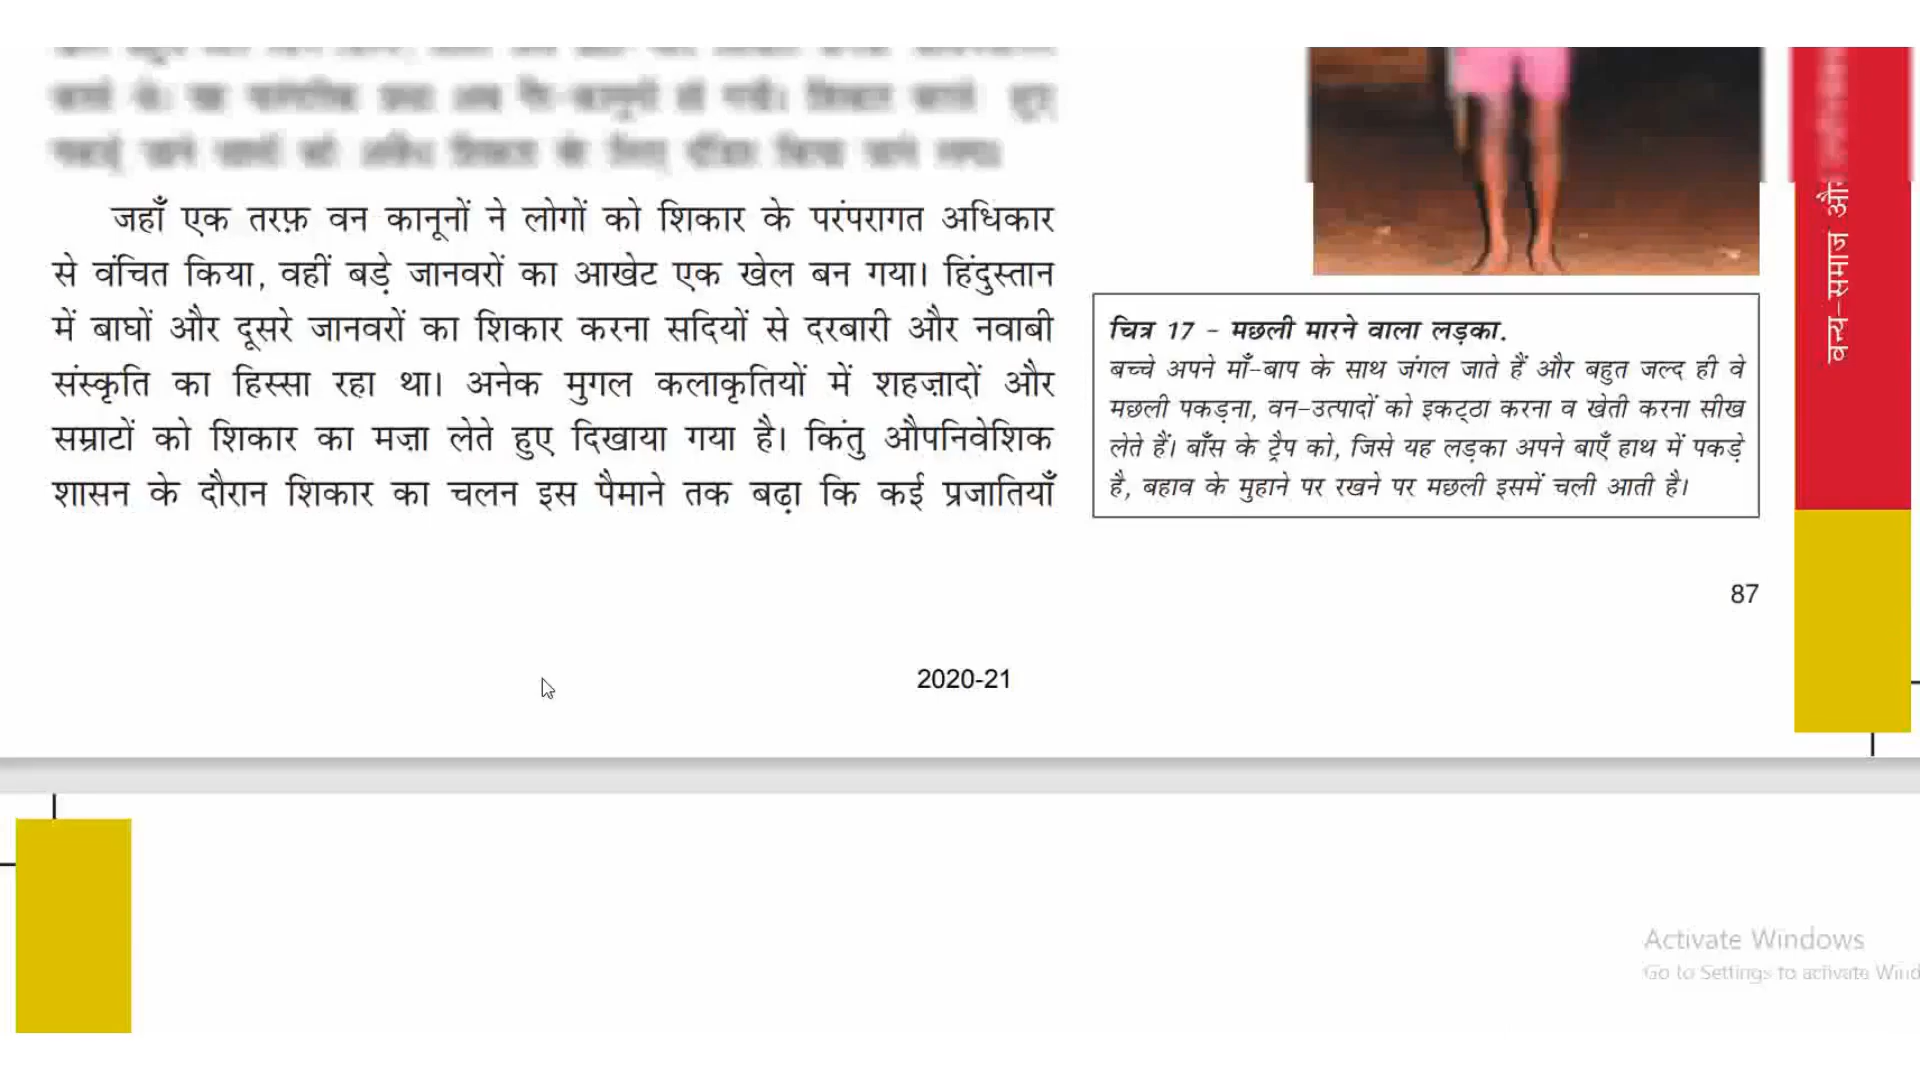 जहाँ एक तरफ़ वन कानूनों ने लोगों को शिकार के परंपरागत अधिकार
से वंचित किया, वहीं बड़े जानवरों का आखेट एक खेल बन गया। हिंदुस्तान
में बाघों और दूसरे जानवरों का शिकार करना सदियों से दरबारी और नवाबी
संस्कृति का हिस्सा रहा था। अनेक मुगल कलाकृतियों में शहज़ादों और
सम्राटों को शिकार का मज़ा लेते हुए दिखाया गया है। किंतु औपनिवेशिक
शासन के दौरान शिकार का चलन इस पैमाने तक बढ़ा कि कई प्रजातियाँ
चित्र 17 - मछली मारने वाला लड़का.
बच्चे अपने माँ-बाप के साथ जंगल जाते हैं और बहुत जल्द ही वे
मछली पकड़ना, वन-उत्पादों को इकट्ठा करना व खेती करना सीख
लेते हैं। बाँस के ट्रैप को, जिसे यह लड़का अपने बाएँ हाथ में पकड़े
है, बहाव के मुहाने पर रखने पर मछली इसमें चली आती है।
वन्य-समाज और
87
2020-21
Activate Windows
Go to Settings to activate Wind